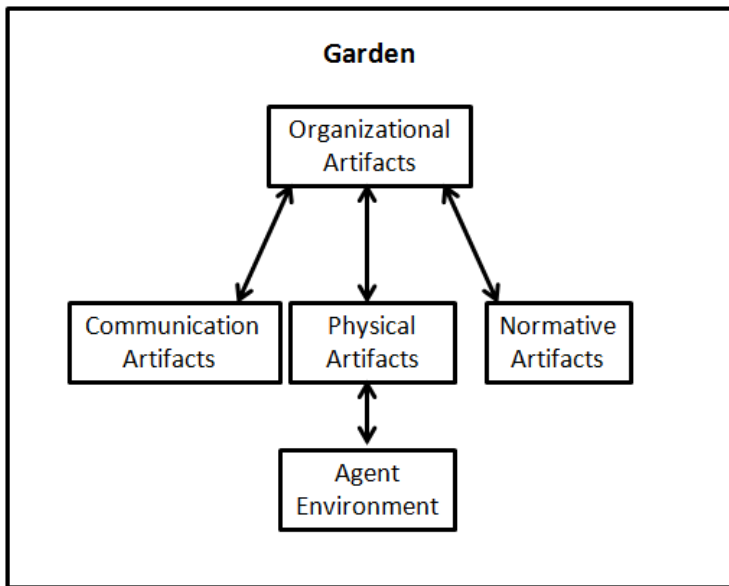 Garden
Organizational
Artifacts
Communication
Artifacts
Physical
Artifacts
Normative
Artifacts
Agent
Environment